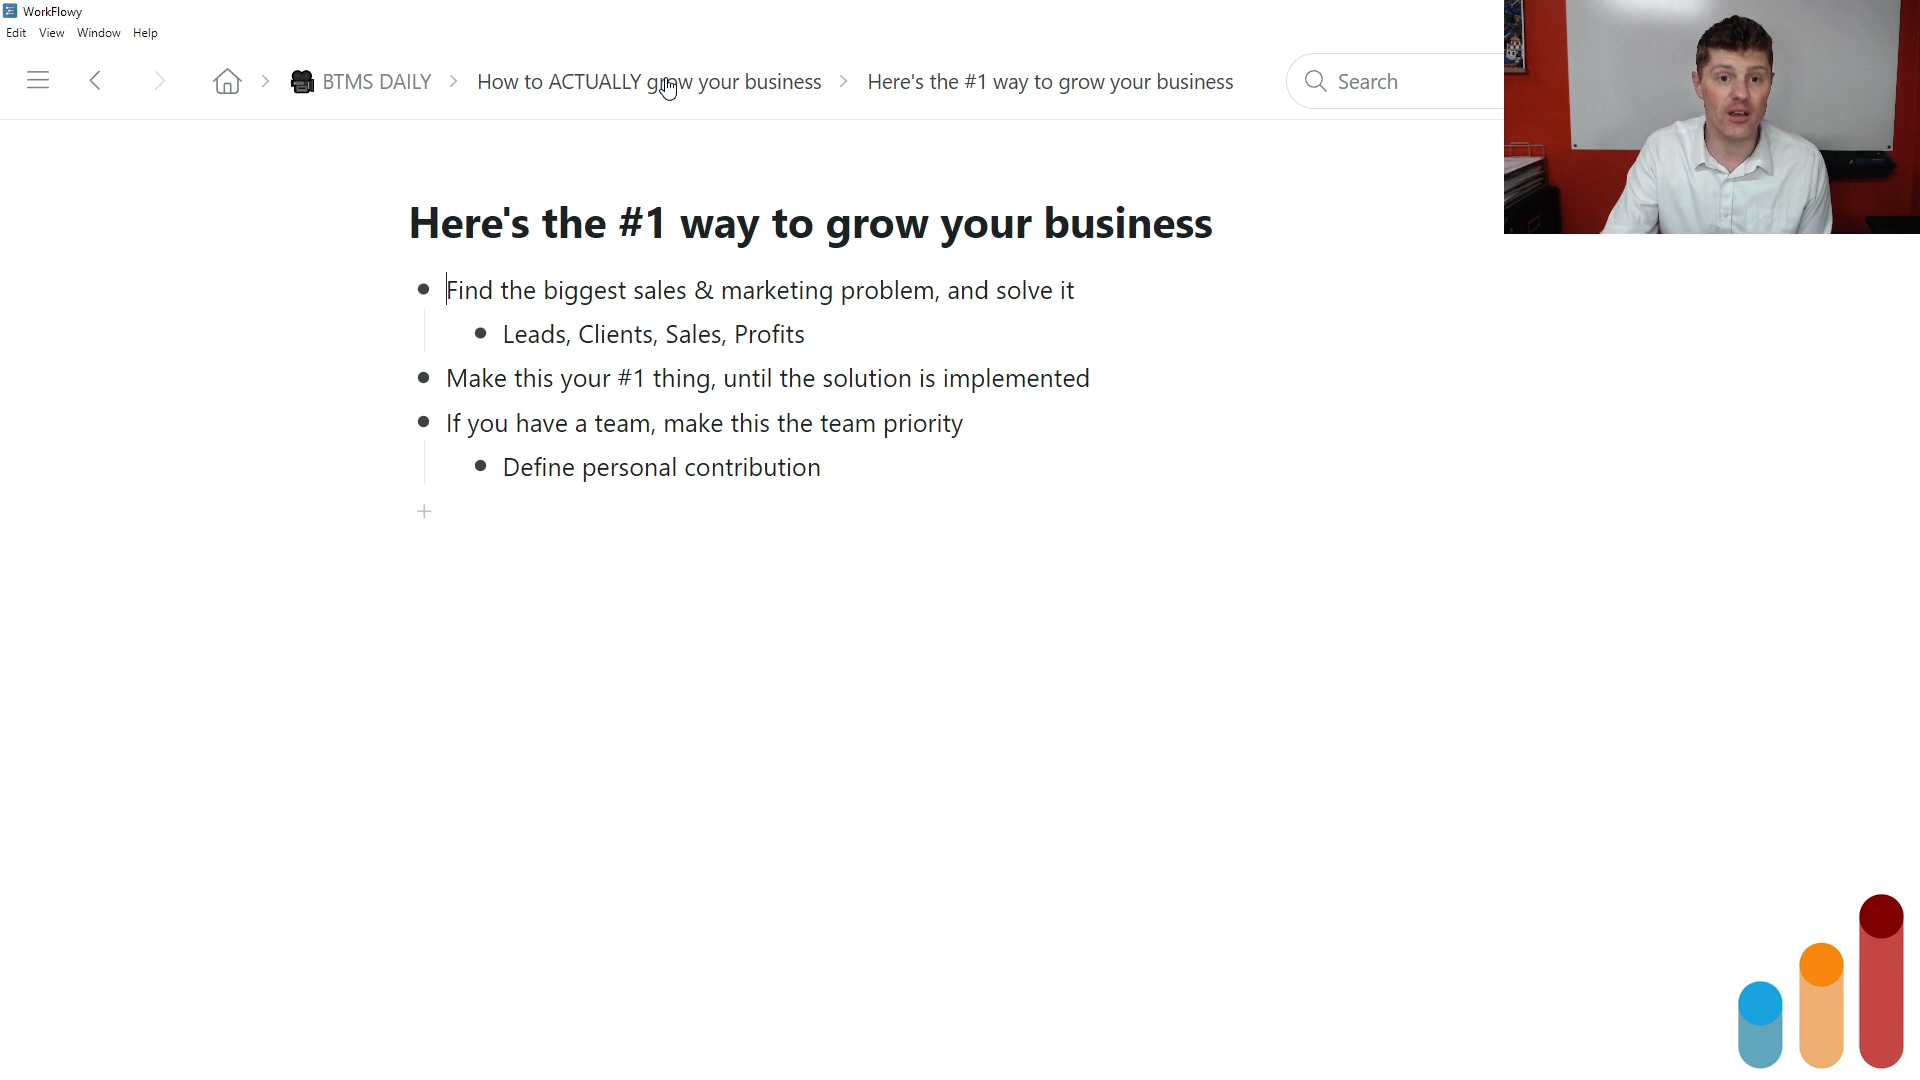 WorkFlowy
Edit View Window Help
BTMS DAILY > How to ACTUALLY grow your business > Here's the #1 way to grow your business
Search
Here's the #1 way to grow your business
Find the biggest sales & marketing problem, and solve it
Leads, Clients, Sales, Profits
Make this your #1 thing, until the solution is implemented
If you have a team, make this the team priority
Define personal contribution